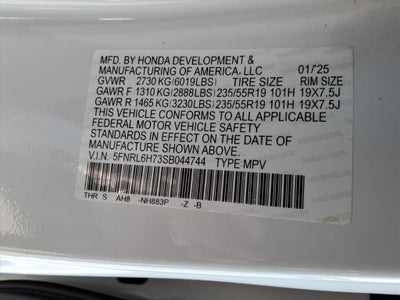 MFD. BY HONDA DEVELOPMENT &
MANUFACTURING OF AMERICA, LLC 01/'25
GVWR 2730 KG (6019LBS) TIRE SIZE RIM SIZE
GAWR F 1310 KG (2888LBS) 235/55R19 101H 19X7.5J
GAWR R 1465 KG (3230LBS) 235/55R19 101H 19X7.5J
THIS VEHICLE CONFORMS TO ALL APPLICABLE
FEDERAL MOTOR VEHICLE SAFETY
STANDARDS IN EFFECT ON THE DATE OF
MANUFACTURE SHOWN ABOVE.
V.I.N: 5FNRL6H73SB044744 TYPE MPV
THR S AH8 -NH883P -Z -B